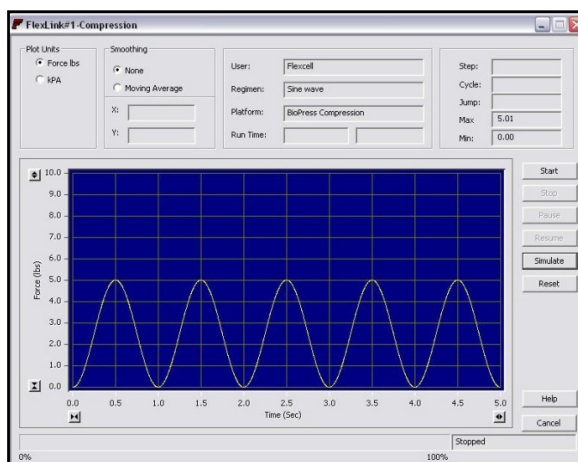 FlexLink#1-Compression
Plot Units
Force lbs
kPA
Smoothing
None
Moving Average
X:
Y:
User: Flexcell
Regimen: Sine wave
Platform: BioPress Compression
Run Time:
Step:
Cycle:
Jump:
Max 5.01
Min: 0.00
Start
Stop
Pause
Resume
Simulate
Reset
Help
Cancel
10.0
9.0
8.0
7.0
6.0
5.0
4.0
3.0
2.0
1.0
0.0
Force (lbs)
0.0 0.5 1.0 1.5 2.0 2.5 3.0 3.5 4.0 4.5 5.0
Time (Sec)
Stopped
0% 100%